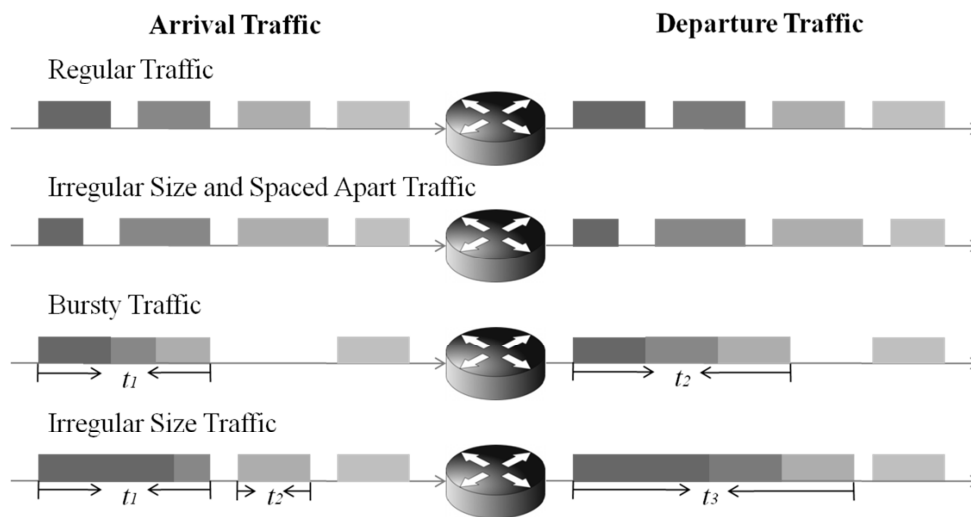 Arrival Traffic
Departure Traffic
Regular Traffic
Irregular Size and Spaced Apart Traffic
Bursty Traffic
t1
t2
Irregular Size Traffic
t1
t2
t3